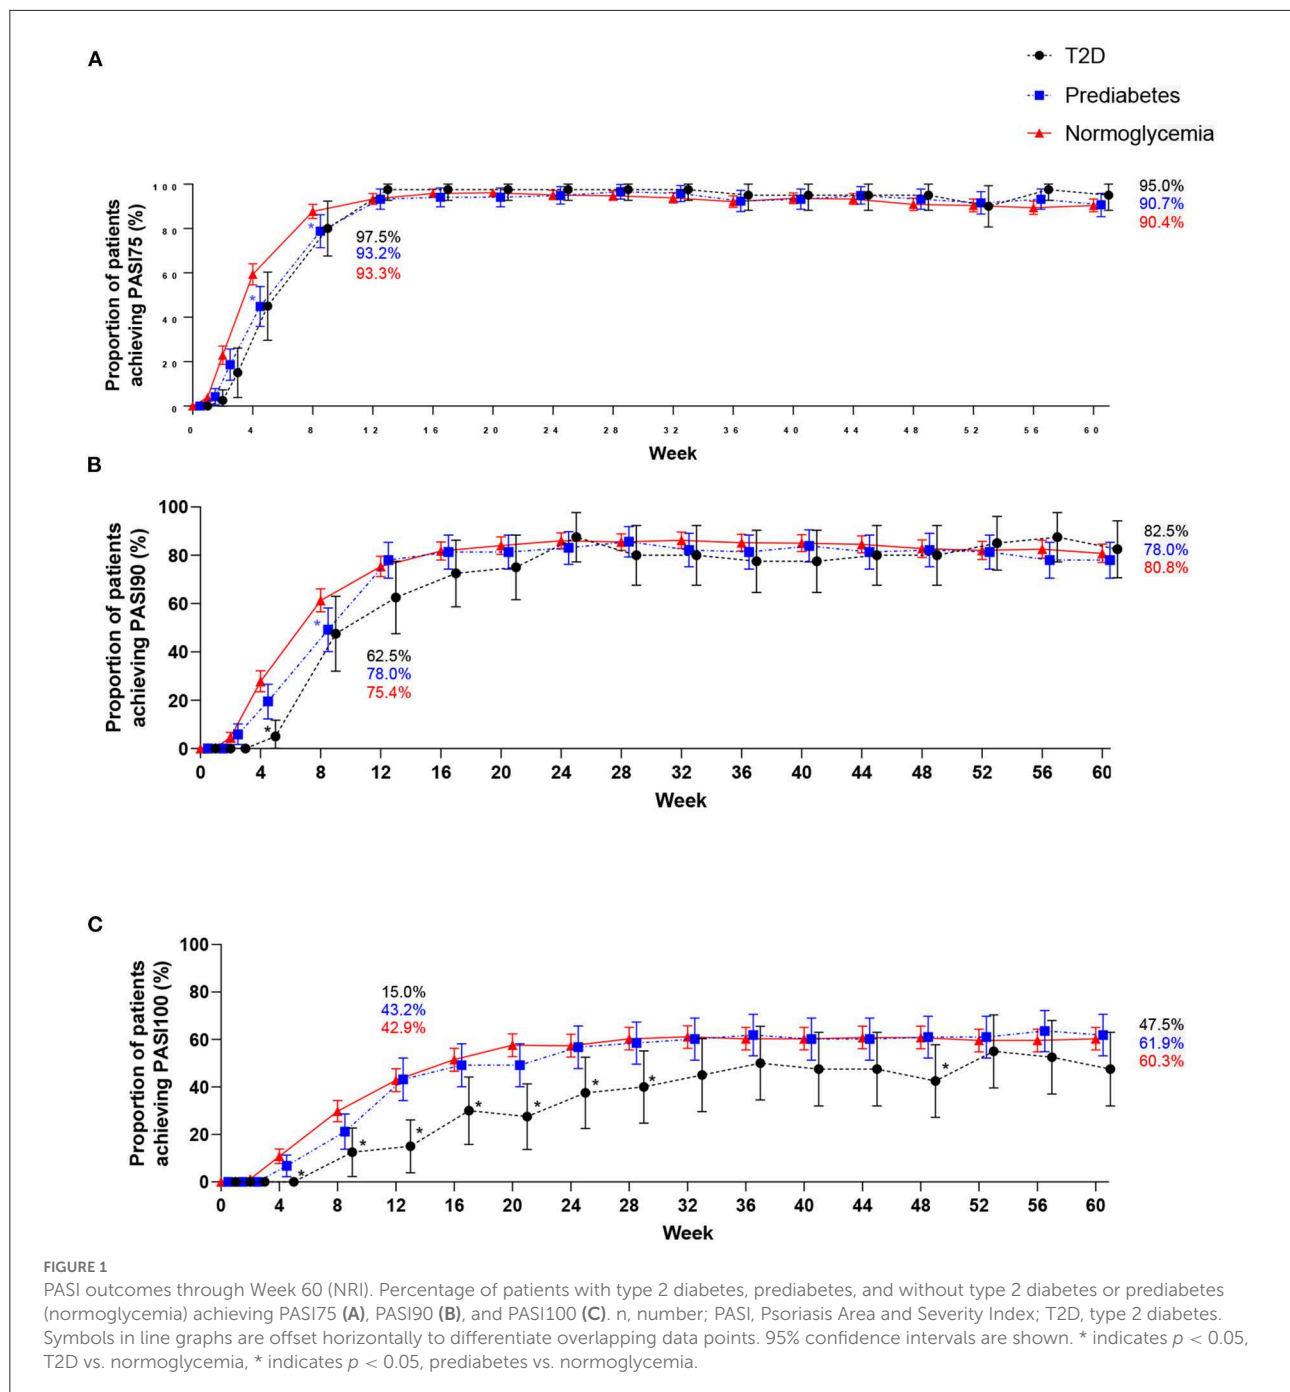 A
T2D
Prediabetes
Normoglycemia
Proportion of patients
achieving PASI75 (%)
100
80
60
40
20
0
*
*
97.5%
93.2%
93.3%
95.0%
90.7%
90.4%
0 4 8 12 16 20 24 28 32 36 40 44 48 52 56 60
Week
B
Proportion of patients
achieving PASI90 (%)
100
80
60
40
20
0
*
*
62.5%
78.0%
75.4%
82.5%
78.0%
80.8%
0 4 8 12 16 20 24 28 32 36 40 44 48 52 56 60
Week
C
Proportion of patients
achieving PASI100 (%)
100
80
60
40
20
0
15.0%
43.2%
42.9%
* * * * * * * *
47.5%
61.9%
60.3%
0 4 8 12 16 20 24 28 32 36 40 44 48 52 56 60
Week
FIGURE 1
PASI outcomes through Week 60 (NRI). Percentage of patients with type 2 diabetes, prediabetes, and without type 2 diabetes or prediabetes
(normoglycemia) achieving PASI75 (A), PASI90 (B), and PASI100 (C). n, number; PASI, Psoriasis Area and Severity Index; T2D, type 2 diabetes.
Symbols in line graphs are offset horizontally to differentiate overlapping data points. 95% confidence intervals are shown. * indicates p < 0.05,
T2D vs. normoglycemia, * indicates p < 0.05, prediabetes vs. normoglycemia.